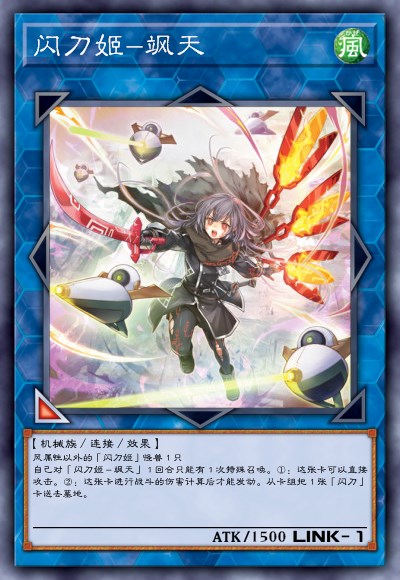 闪刀姬-飒天
風
【机械族/连接/效果】
风属性以外的「闪刀姬」怪兽1只
自己对「闪刀姬-飒天」1回合只能有1次特殊召唤。①：这张卡可以直接
攻击。②：这张卡进行战斗的伤害计算后才能发动。从卡组把1张「闪刀」
卡送去墓地。
ATK/1500 LINK-1